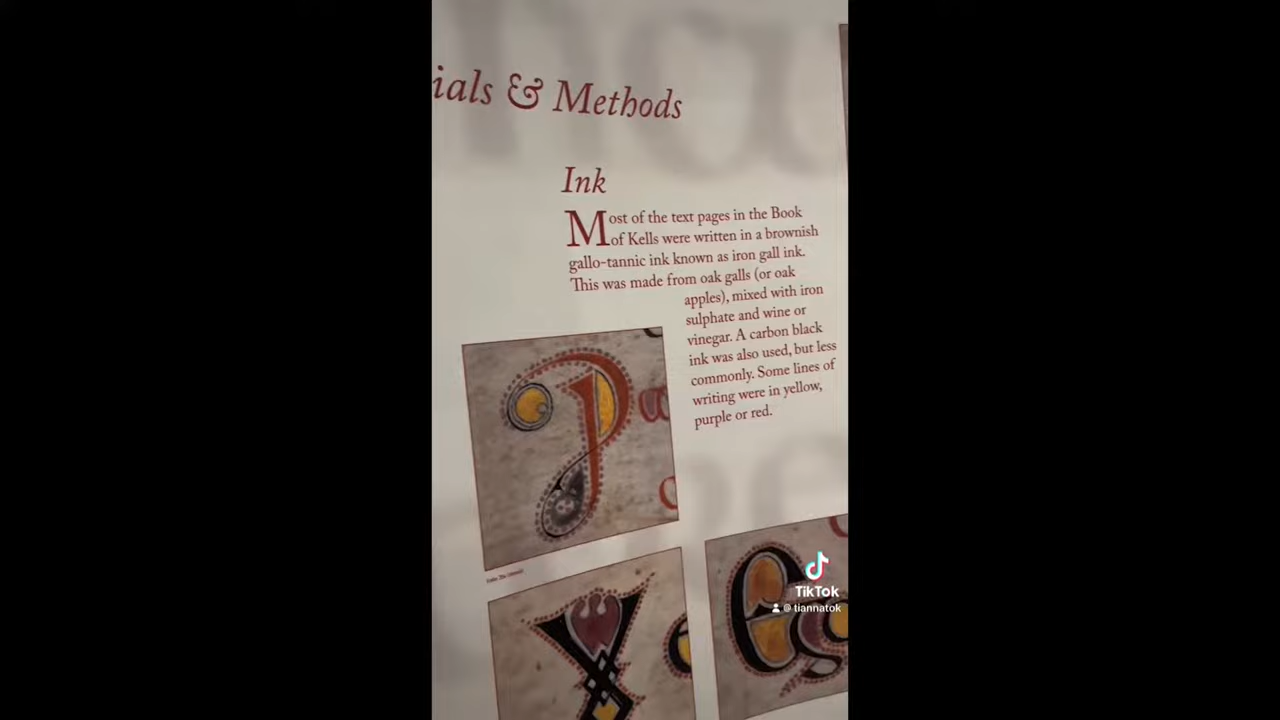 ials & Methods
Ink
Most of the text pages in the Book
of Kells were written in a brownish
gallo-tannic ink known as iron gall ink.
This was made from oak galls (or oak
apples), mixed with iron
sulphate and wine or
vinegar. A carbon black
ink was also used, but less
commonly. Some lines of
writing were in yellow,
purple or red.
TikTok
@ tiannatok